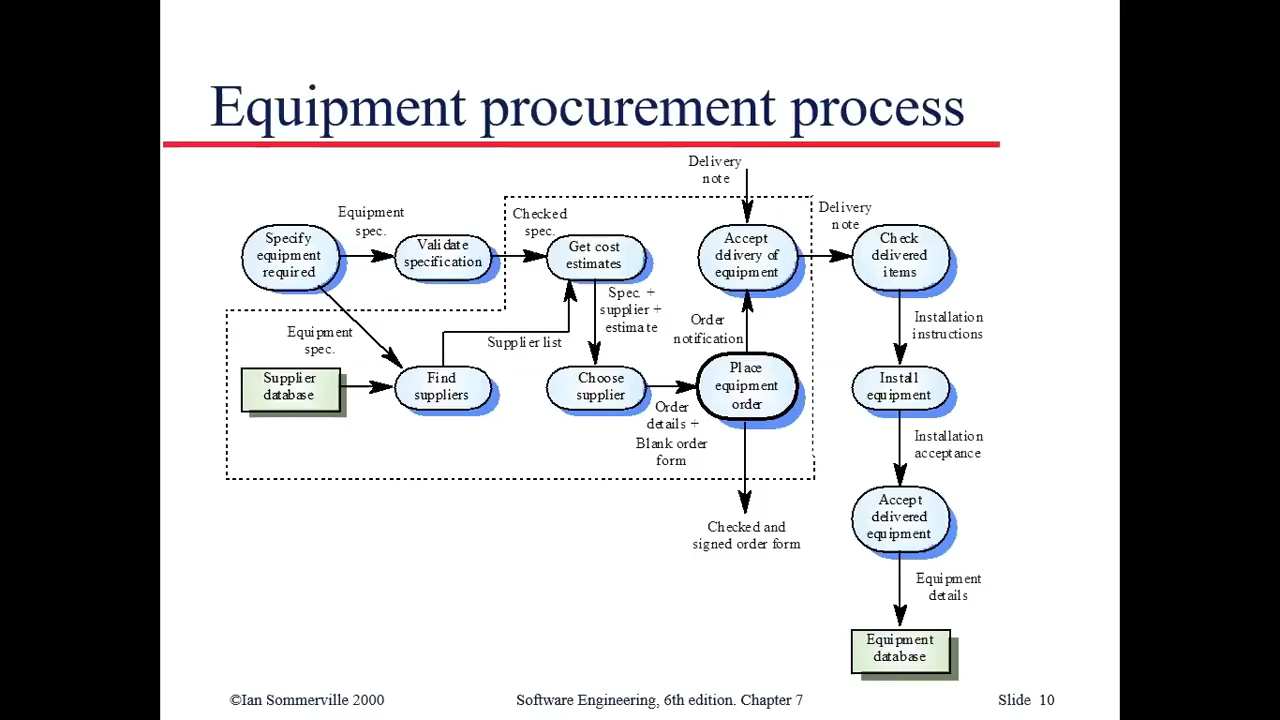 Equipment procurement process
Delivery
note
Equipment
spec.
Checked
spec.
Delivery
note
Specify
equipment
required
Validate
specification
Get cost
estimates
Accept
delivery of
equipment
Check
delivered
items
Equipment
spec.
Supplier list
Spec. +
supplier +
estimate
Order
notification
Installation
instructions
Supplier
database
Find
suppliers
Choose
supplier
Place
equipment
order
Install
equipment
Order
details +
Blank order
form
Installation
acceptance
Checked and
signed order form
Accept
delivered
equipment
Equipment
details
Equipment
database
©Ian Sommerville 2000
Software Engineering, 6th edition. Chapter 7
Slide 10